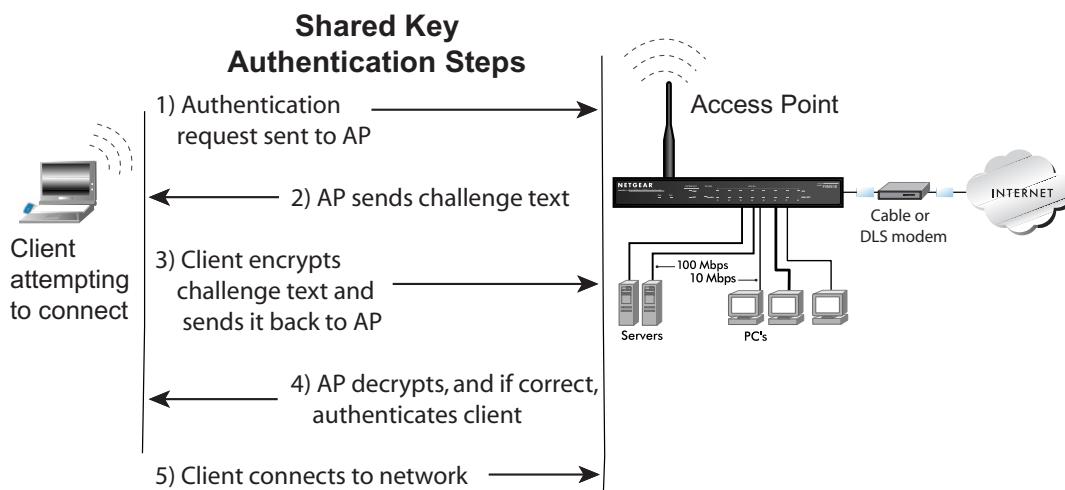 Shared Key
Authentication Steps
1) Authentication
request sent to AP
2) AP sends challenge text
3) Client encrypts
challenge text and
sends it back to AP
4) AP decrypts, and if correct,
authenticates client
5) Client connects to network
Client
attempting
to connect
Access Point
NETGEAR
INTERNET
Cable or
DLS modem
100 Mbps
10 Mbps
Servers
PC's